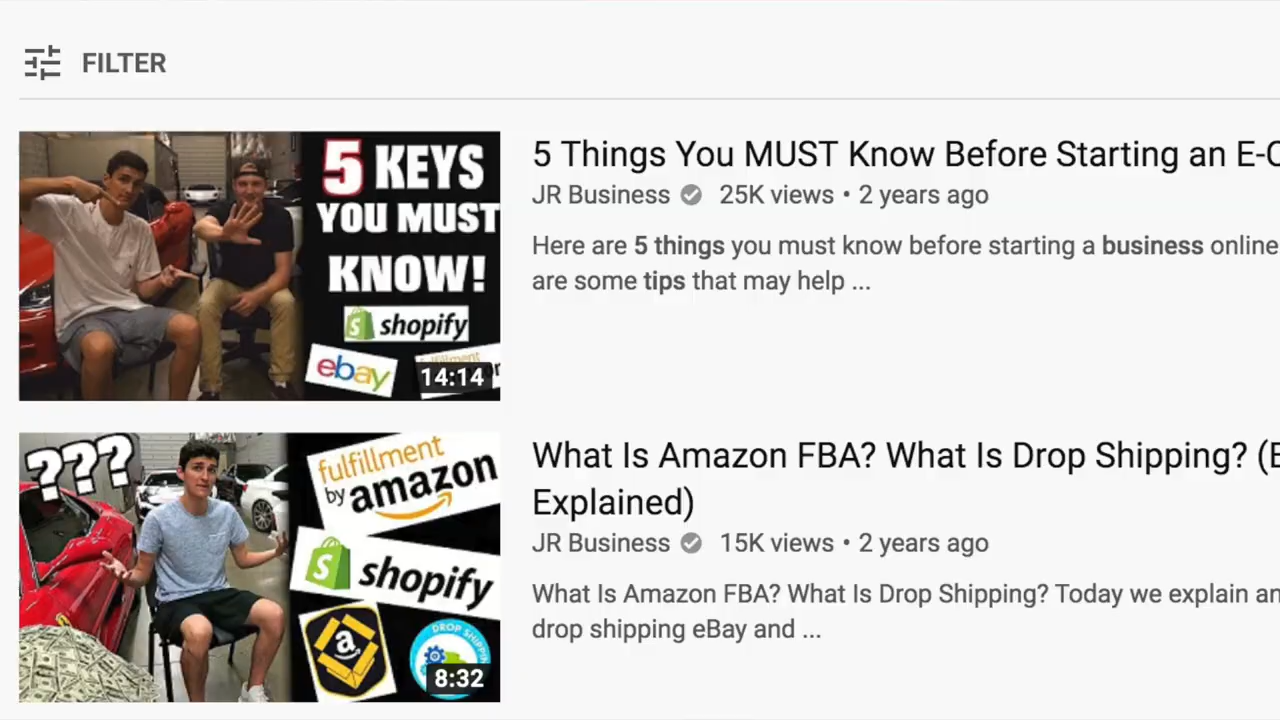 FILTER
5 KEYS
YOU MUST
KNOW!
shopify
ebay
fulfillment
14:14
5 Things You MUST Know Before Starting an E-C
JR Business 25K views • 2 years ago
Here are 5 things you must know before starting a business online
are some tips that may help ...
???
fulfillment
by amazon
shopify
a
DROP SHIPPIN
8:32
What Is Amazon FBA? What Is Drop Shipping? (E
Explained)
JR Business 15K views • 2 years ago
What Is Amazon FBA? What Is Drop Shipping? Today we explain an
drop shipping eBay and ...